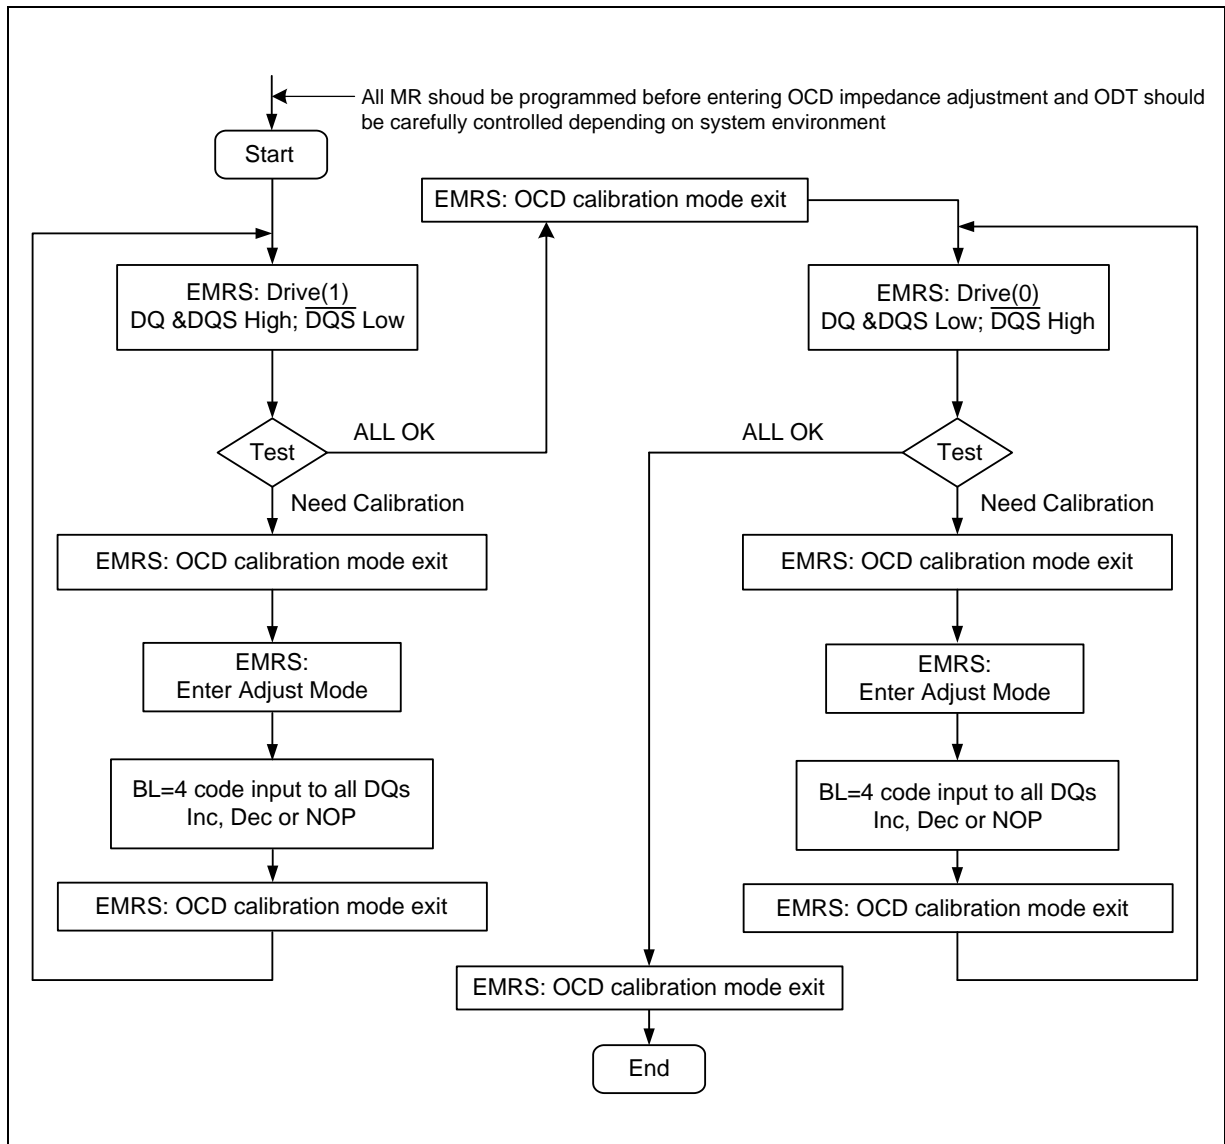 All MR shoud be programmed before entering OCD impedance adjustment and ODT should
be carefully controlled depending on system environment
Start
EMRS: OCD calibration mode exit
EMRS: Drive(1)
DQ &DQS High; D̅Q̅S̅ Low
Test
ALL OK
Need Calibration
EMRS: OCD calibration mode exit
EMRS:
Enter Adjust Mode
BL=4 code input to all DQs
Inc, Dec or NOP
EMRS: OCD calibration mode exit
EMRS: Drive(0)
DQ &DQS Low; D̅Q̅S̅ High
Test
ALL OK
Need Calibration
EMRS: OCD calibration mode exit
EMRS:
Enter Adjust Mode
BL=4 code input to all DQs
Inc, Dec or NOP
EMRS: OCD calibration mode exit
EMRS: OCD calibration mode exit
End